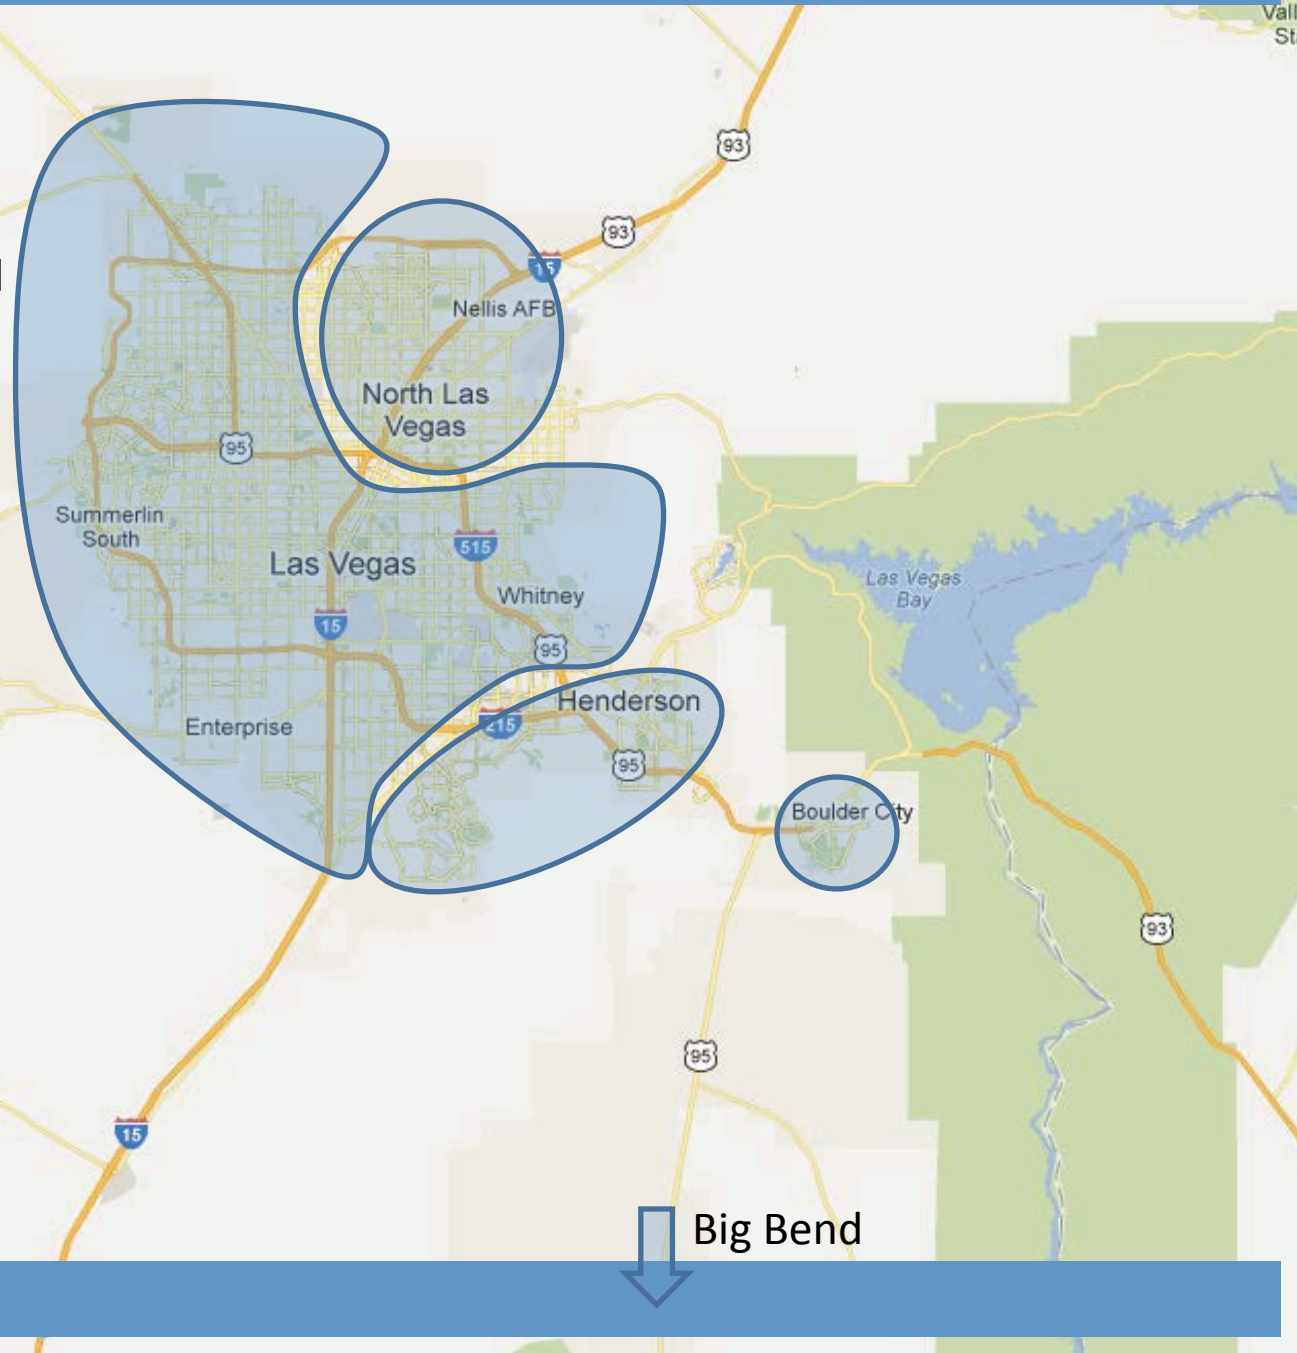 Vall
St
93
93
15
Nellis AFB
North Las
Vegas
95
Summerlin
South
515
Las Vegas
Las Vegas
Bay
Whitney
15
95
Henderson
Enterprise
215
95
Boulder City
93
95
15
Big Bend